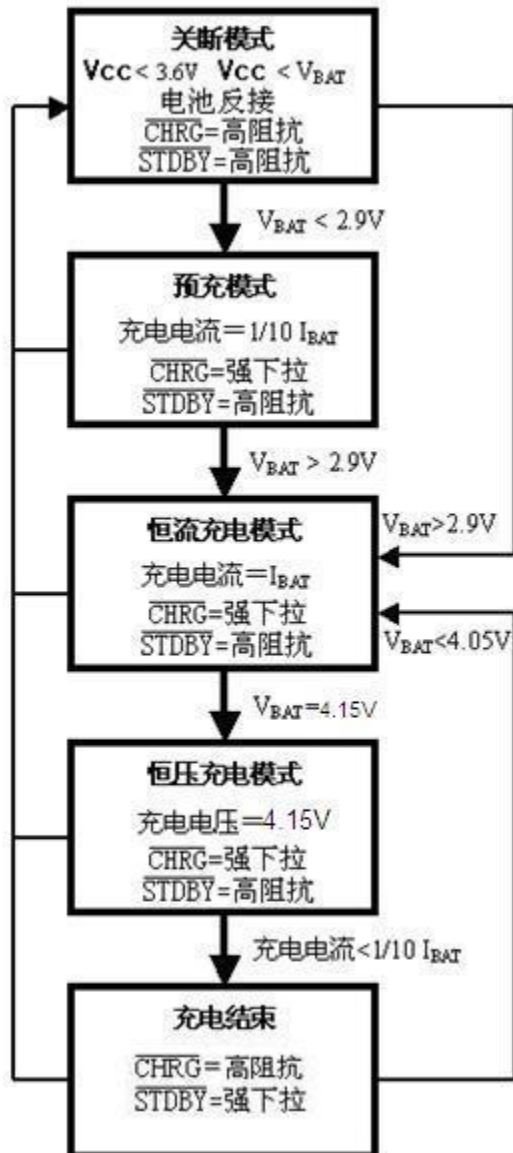 关断模式
VCC < 3.6V VCC < VBAT
电池反接
CHRG=高阻抗
STDBY=高阻抗
VBAT < 2.9V
预充模式
充电电流=1/10 IBAT
CHRG=强下拉
STDBY=高阻抗
VBAT > 2.9V
恒流充电模式
充电电流=IBAT
CHRG=强下拉
STDBY=高阻抗
VBAT>2.9V
VBAT<4.05V
VBAT=4.15V
恒压充电模式
充电电压=4.15V
CHRG=强下拉
STDBY=高阻抗
充电电流<1/10 IBAT
充电结束
CHRG=高阻抗
STDBY=强下拉